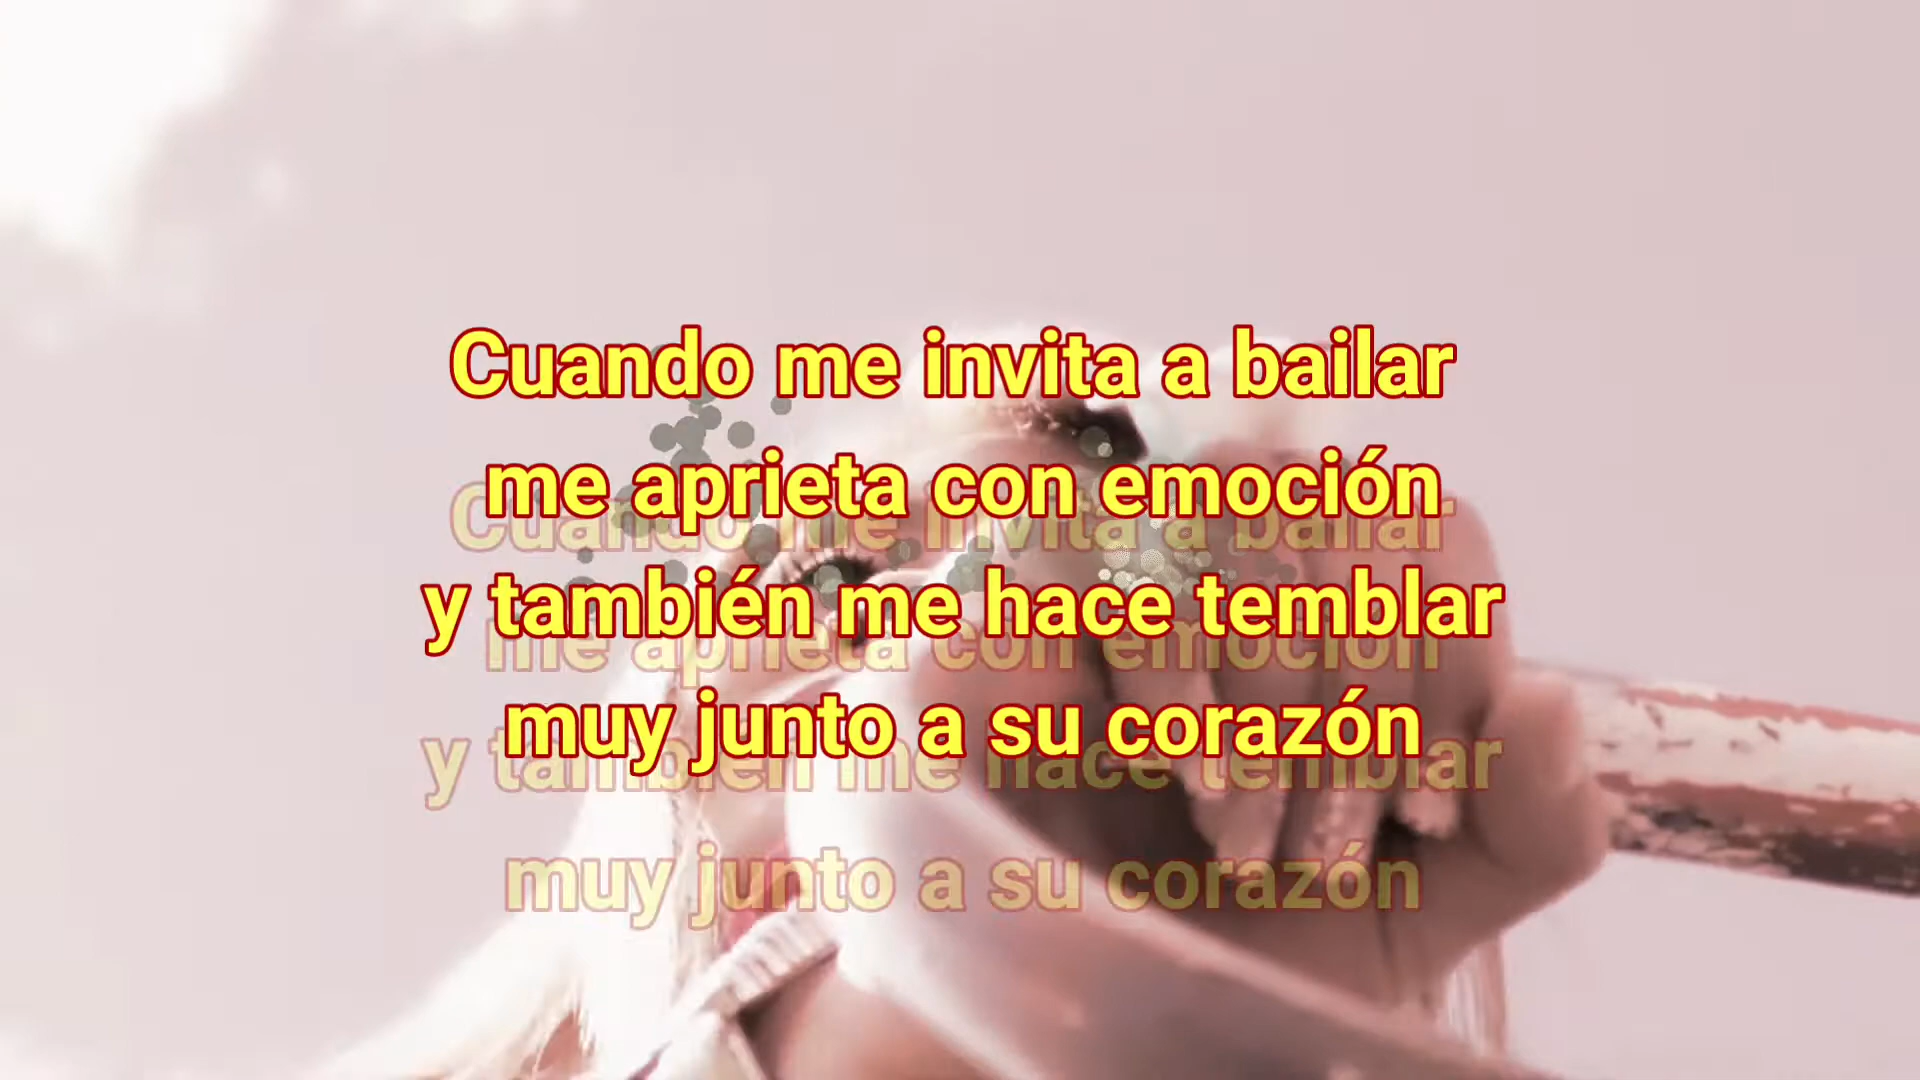 Cuando me invita a bailar
me aprieta con emoción
y también me hace temblar
muy junto a su corazón